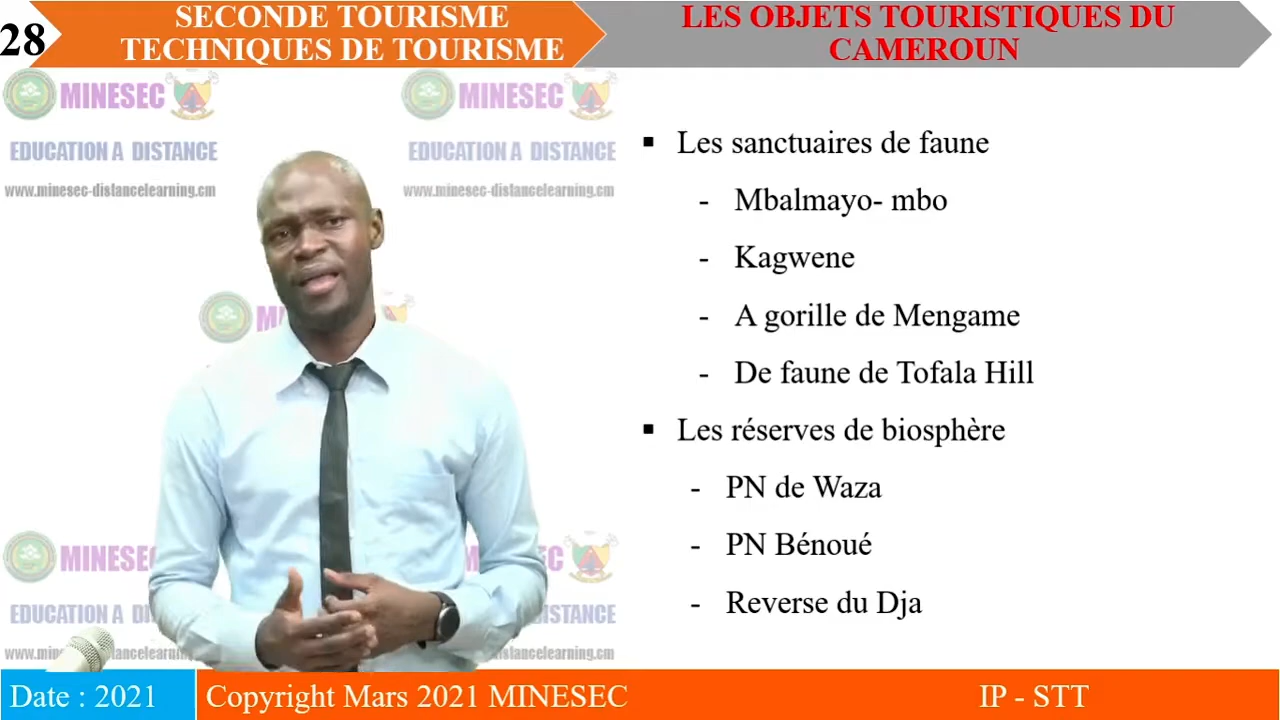 28
SECONDE TOURISME
TECHNIQUES DE TOURISME
LES OBJETS TOURISTIQUES DU
CAMEROUN
MINESEC
EDUCATION A DISTANCE
www.minesec-distancelearning.cm
MINESEC
EDUCATION A DISTANCE
www.minesec-distancelearning.cm
▪ Les sanctuaires de faune
- Mbalmayo- mbo
- Kagwene
- A gorille de Mengame
- De faune de Tofala Hill
▪ Les réserves de biosphère
- PN de Waza
- PN Bénoué
- Reverse du Dja
MINESEC
EDUCATION A
DISTANCE
Date : 2021
Copyright Mars 2021 MINESEC
IP - STT